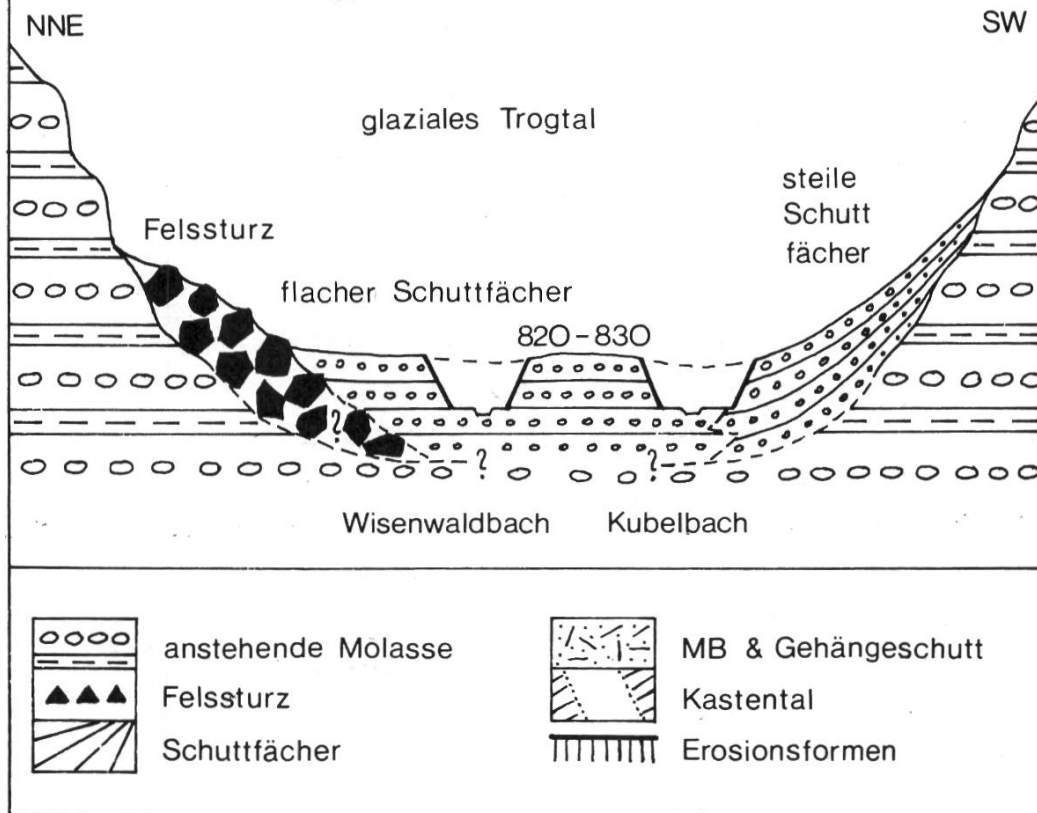 NNE
SW
glaziales Trogtal
steile
Schutt
fächer
Felssturz
flacher Schuttfächer
820-830
?
?
?
Wisenwaldbach
Kubelbach
anstehende Molasse
Felssturz
Schuttfächer
MB & Gehängeschutt
Kastental
Erosionsformen